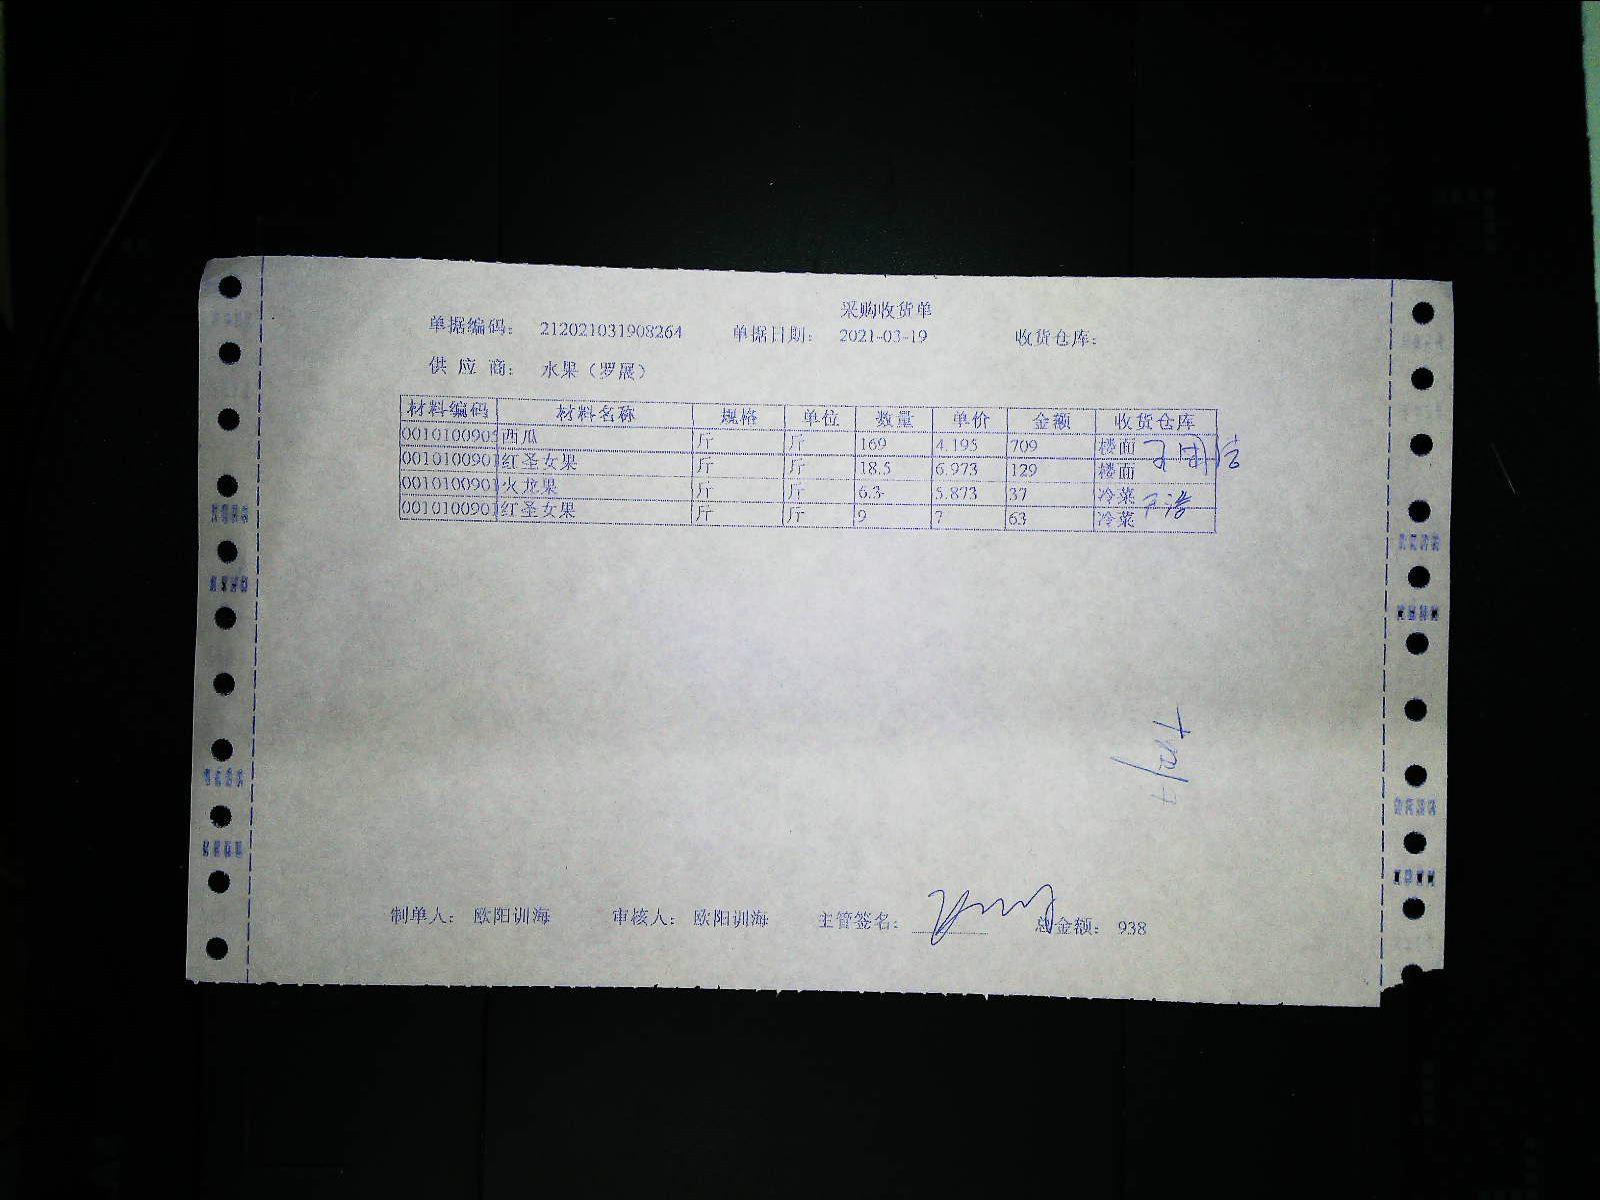 采购收货单
单据编码： 212021031908264 单据日期： 2021-03-19 收货仓库：
供应商： 水果（罗展）
材料编码 材料名称 规格 单位 数量 单价 金额 收货仓库
0010100905 西瓜 斤 斤 169 4.195 709 楼面
0010100901 红圣女果 斤 斤 18.5 6.973 129 楼面
0010100901 火龙果 斤 斤 6.3 5.873 37 冷菜
0010100901 红圣女果 斤 斤 9 7 63 冷菜
制单人： 欧阳训海 审核人： 欧阳训海 主管签名： 总金额： 938